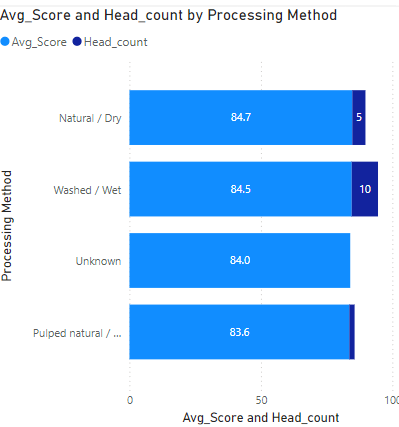 Avg_Score and Head_count by Processing Method
Avg_Score Head_count
Processing Method
Natural / Dry 84.7 5
Washed / Wet 84.5 10
Unknown 84.0
Pulped natural / ... 83.6
0 50 100
Avg_Score and Head_count